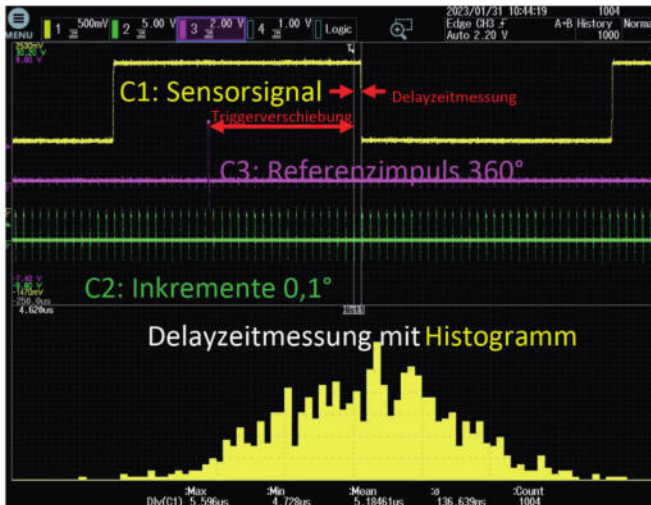 MENU 1 500mV 2 5.00 V 3 2.00 V 4 1.00 V Logic
2023/01/31 10:44:19 1004
Edge CH3 A→B History Norma
Auto 2.20 V 1000
C1: Sensorsignal
Delayzeitmessung
Triggerverschiebung
C3: Referenzimpuls 360°
C2: Inkremente 0,1°
4.620us
Hist1
Delayzeitmessung mit Histogramm
:Max :Min :Mean :σ :Count
Dly(C1) 5.596us 4.728us 5.18461us 136.639ns 1004